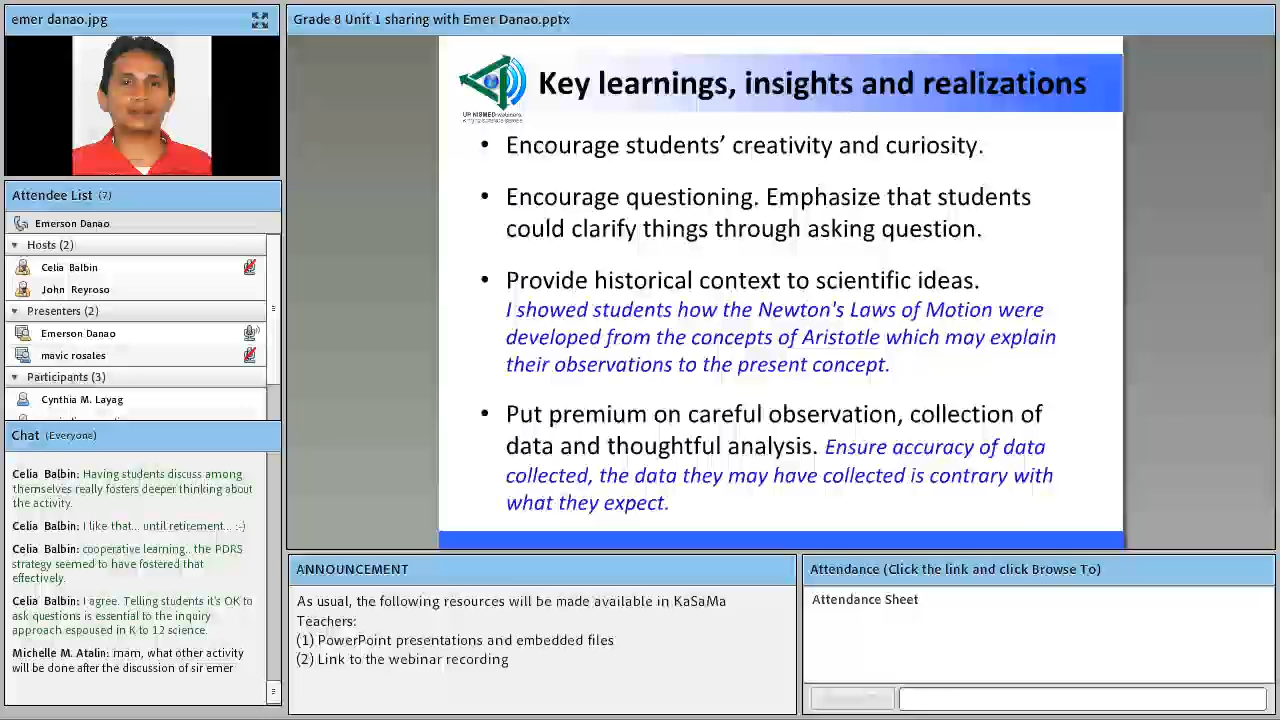 emer danao.jpg
Attendee List (7)
Emerson Danao
Hosts (2)
Celia Balbin
John Reyroso
Presenters (2)
Emerson Danao
mavic rosales
Participants (3)
Cynthia M. Layag
Chat (Everyone)
Celia Balbin: Having students discuss among
themselves really fosters deeper thinking about
the activity.
Celia Balbin: I like that... until retirement... :-)
Celia Balbin: cooperative learning.. the PDRS
strategy seemed to have fostered that
effectively.
Celia Balbin: I agree. Telling students it's OK to
ask questions is essential to the inquiry
approach espoused in K to 12 science.
Michelle M. Atalin: mam, what other activity
will be done after the discussion of sir emer
Grade 8 Unit 1 sharing with Emer Danao.pptx
UP NISMED webinars
Key learnings, insights and realizations
• Encourage students’ creativity and curiosity.
• Encourage questioning. Emphasize that students
could clarify things through asking question.
• Provide historical context to scientific ideas.
I showed students how the Newton's Laws of Motion were
developed from the concepts of Aristotle which may explain
their observations to the present concept.
• Put premium on careful observation, collection of
data and thoughtful analysis. Ensure accuracy of data
collected, the data they may have collected is contrary with
what they expect.
ANNOUNCEMENT
As usual, the following resources will be made available in KaSaMa
Teachers:
(1) PowerPoint presentations and embedded files
(2) Link to the webinar recording
Attendance (Click the link and click Browse To)
Attendance Sheet